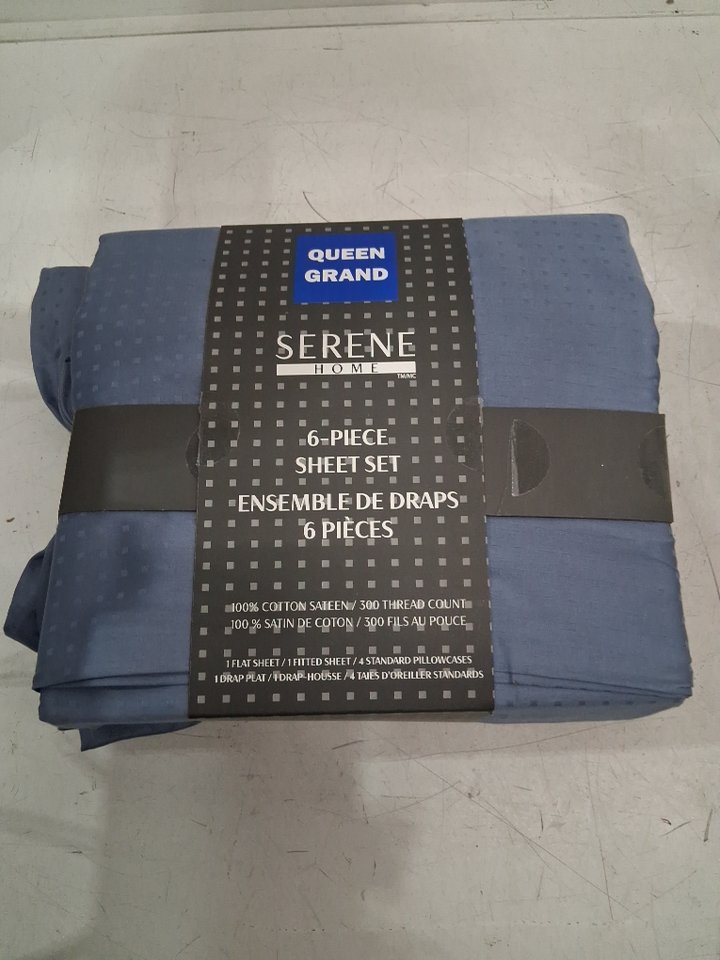 QUEEN
GRAND
SERENE
HOME
TM/MC
6-PIECE
SHEET SET
ENSEMBLE DE DRAPS
6 PIÈCES
100% COTTON SATEEN / 300 THREAD COUNT
100 % SATIN DE COTON / 300 FILS AU POUCE
1 FLAT SHEET / 1 FITTED SHEET / 4 STANDARD PILLOWCASES
1 DRAP PLAT / 1 DRAP-HOUSSE / 4 TAIES D'OREILLER STANDARDS